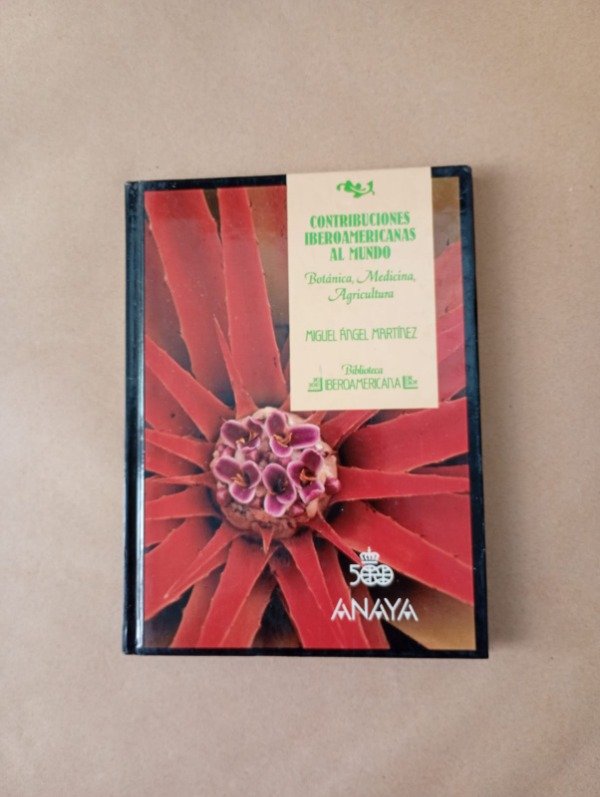 CONTRIBUCIONES
IBEROAMERICANAS
AL MUNDO
Botánica, Medicina,
Agricultura
MIGUEL ÁNGEL MARTÍNEZ
Biblioteca
IBEROAMERICANA
500
ANAYA